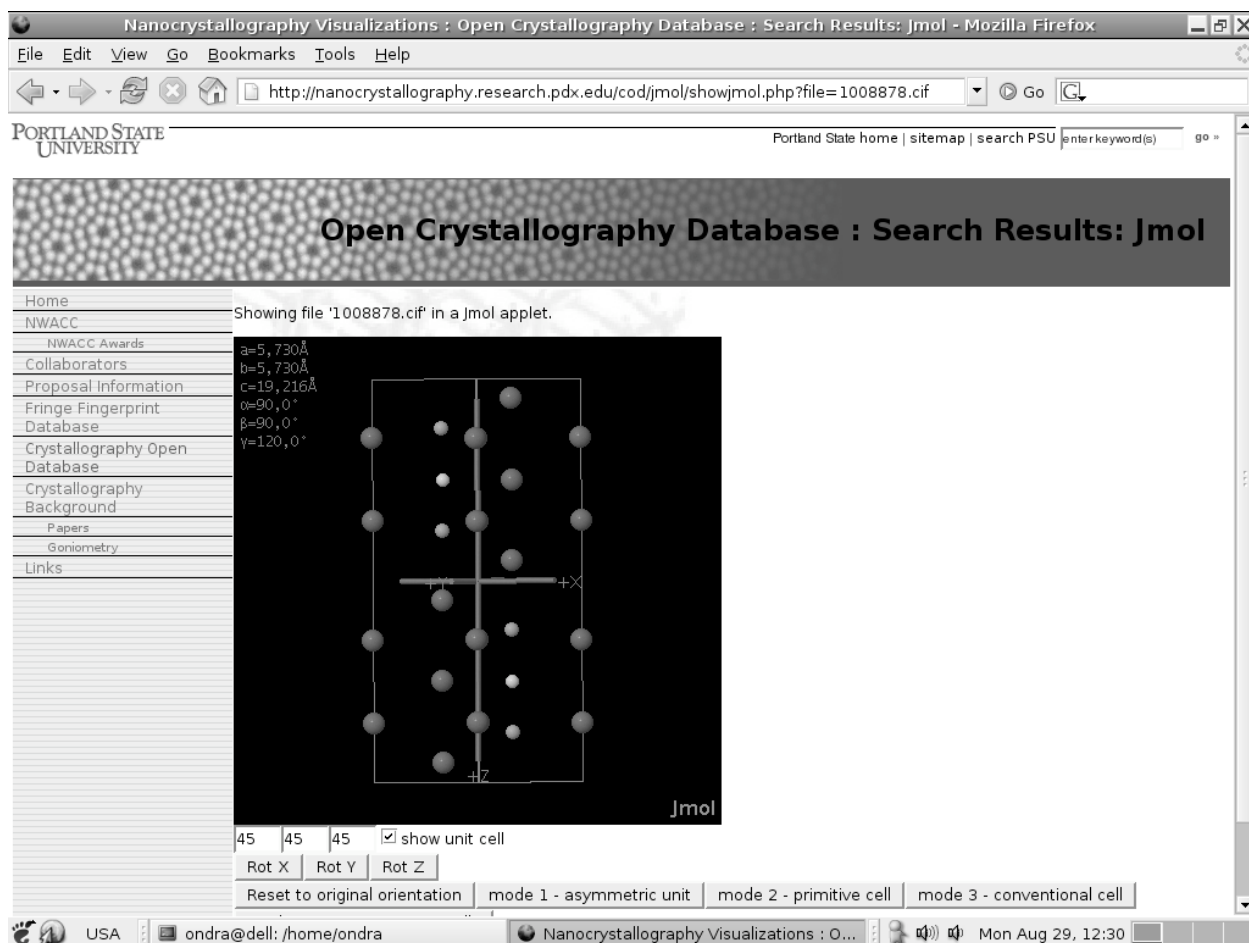 Nanocrystallography Visualizations : Open Crystallography Database : Search Results: Jmol - Mozilla Firefox
File Edit View Go Bookmarks Tools Help
http://nanocrystallography.research.pdx.edu/cod/jmol/showjmol.php?file=1008878.cif Go G
PORTLAND STATE
UNIVERSITY
Portland State home | sitemap | search PSU enter keyword(s) go »
Open Crystallography Database : Search Results: Jmol
Home
NWACC
NWACC Awards
Collaborators
Proposal Information
Fringe Fingerprint
Database
Crystallography Open
Database
Crystallography
Background
Papers
Goniometry
Links
Showing file '1008878.cif' in a Jmol applet.
a=5,730Å
b=5,730Å
c=19,216Å
α=90,0°
β=90,0°
γ=120,0°
+Y
+X
+Z
Jmol
45 45 45 show unit cell
Rot X Rot Y Rot Z
Reset to original orientation mode 1 - asymmetric unit mode 2 - primitive cell mode 3 - conventional cell
USA ondra@dell: /home/ondra Nanocrystallography Visualizations : O... Mon Aug 29, 12:30